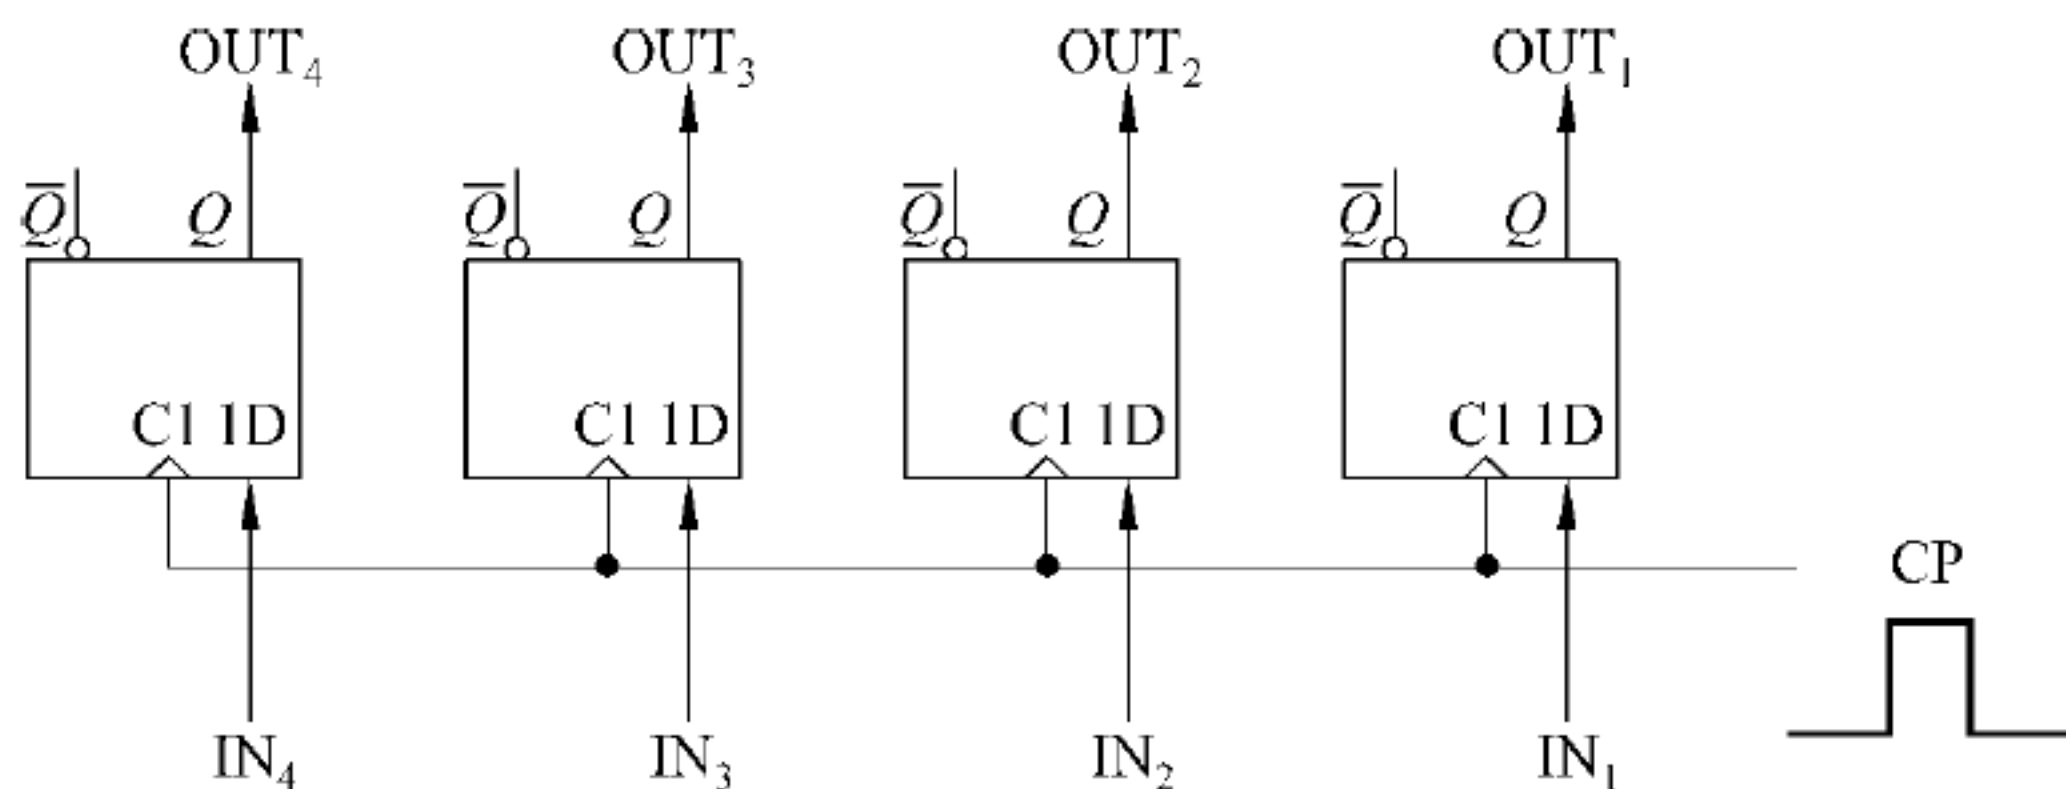 OUT₄ OUT₃ OUT₂ OUT₁
Q̅ Q Q̅ Q Q̅ Q Q̅ Q
C1 1D C1 1D C1 1D C1 1D
CP
IN₄ IN₃ IN₂ IN₁